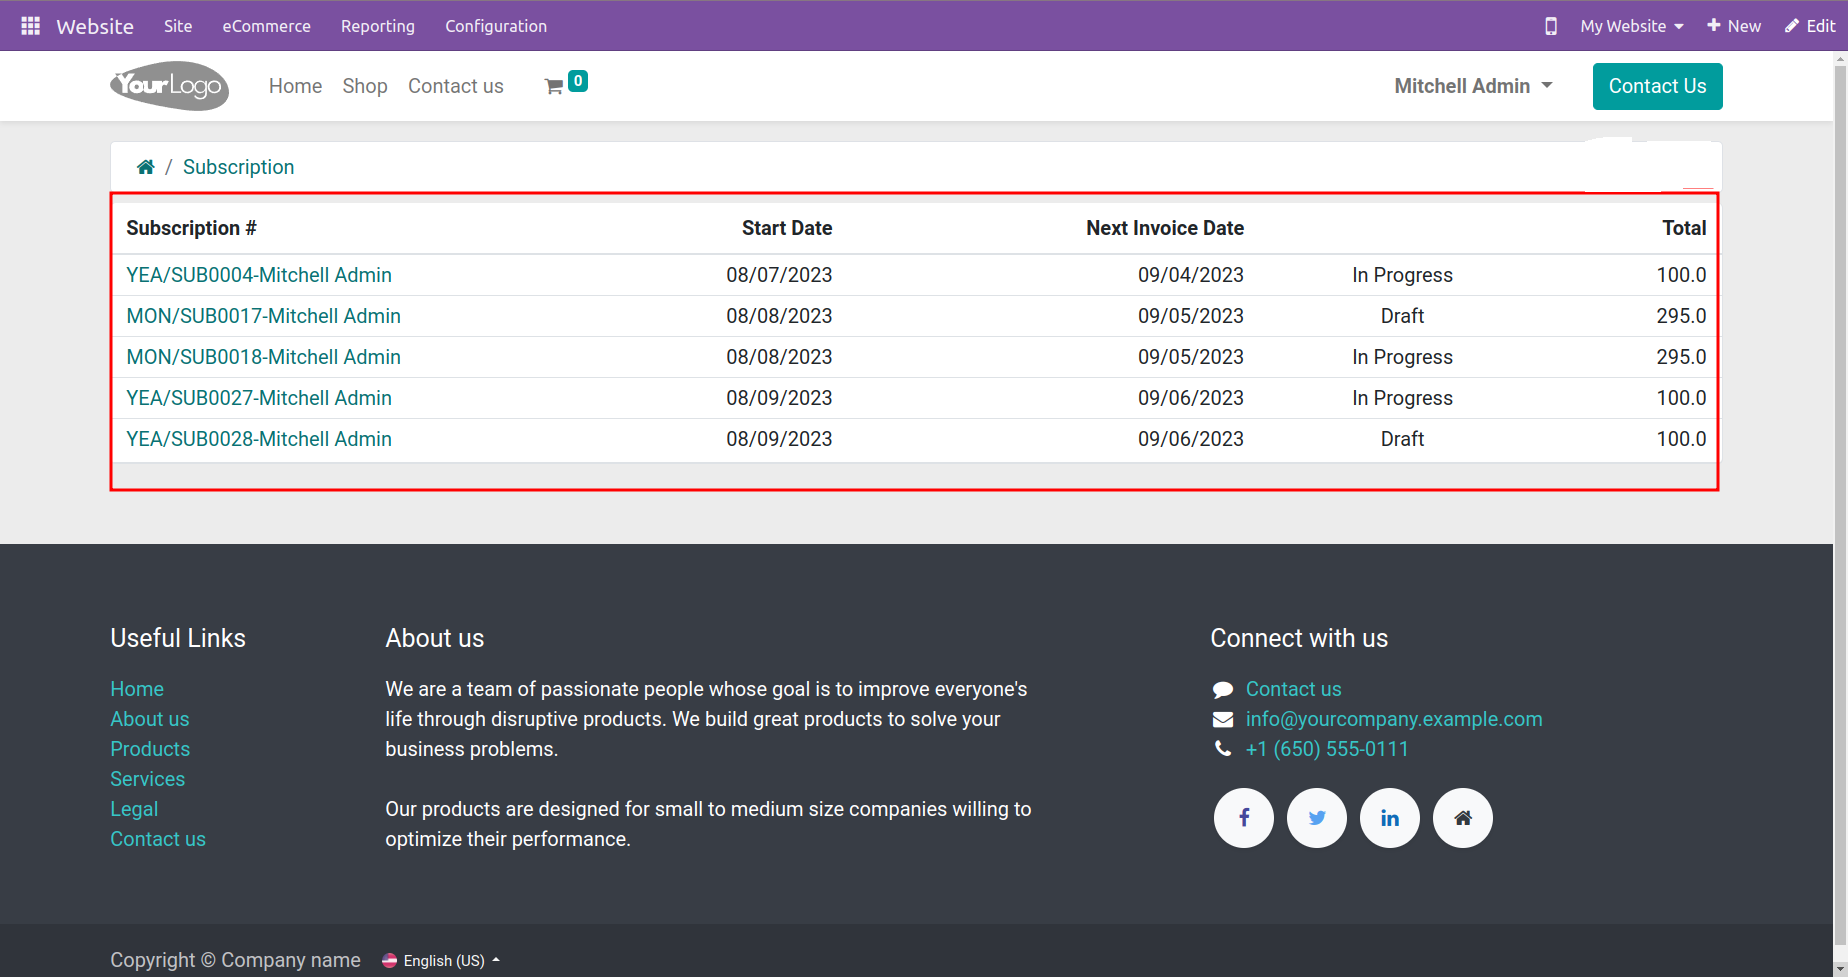 Website Site eCommerce Reporting Configuration My Website New Edit
YourLogo Home Shop Contact us 0 Mitchell Admin Contact Us
/ Subscription
Subscription # Start Date Next Invoice Date Total
YEA/SUB0004-Mitchell Admin 08/07/2023 09/04/2023 In Progress 100.0
MON/SUB0017-Mitchell Admin 08/08/2023 09/05/2023 Draft 295.0
MON/SUB0018-Mitchell Admin 08/08/2023 09/05/2023 In Progress 295.0
YEA/SUB0027-Mitchell Admin 08/09/2023 09/06/2023 In Progress 100.0
YEA/SUB0028-Mitchell Admin 08/09/2023 09/06/2023 Draft 100.0
Useful Links
Home
About us
Products
Services
Legal
Contact us
About us
We are a team of passionate people whose goal is to improve everyone's
life through disruptive products. We build great products to solve your
business problems.
Our products are designed for small to medium size companies willing to
optimize their performance.
Connect with us
Contact us
info@yourcompany.example.com
+1 (650) 555-0111
Copyright © Company name English (US)